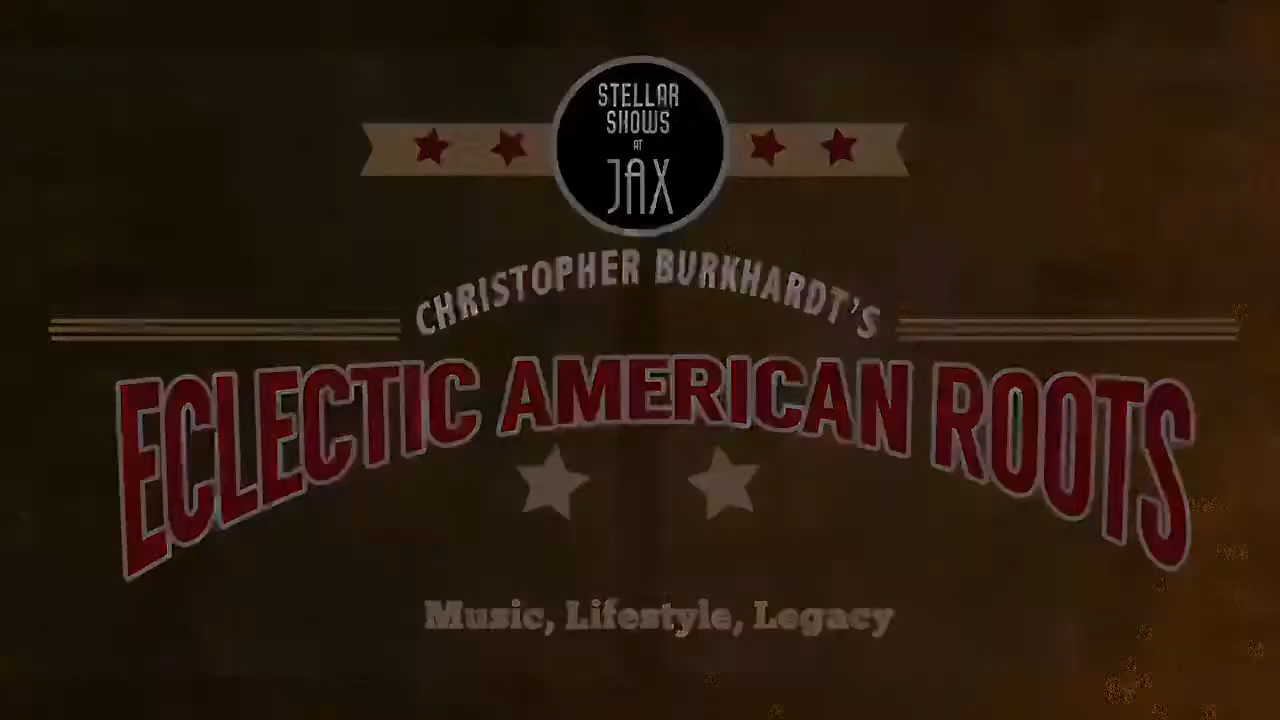 STELLAR
SHOWS
AT
JAX
CHRISTOPHER BURKHARDT'S
ECLECTIC AMERICAN ROOTS
Music, Lifestyle, Legacy